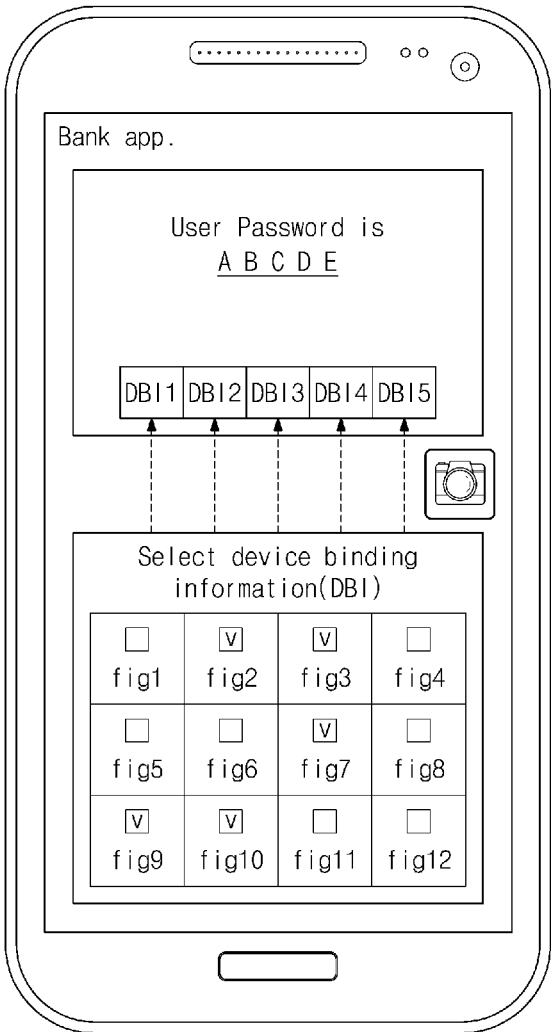 Bank app.
User Password is
A B C D E
DBI1 DBI2 DBI3 DBI4 DBI5
Select device binding
information(DBI)
V V
fig1 fig2 fig3 fig4
V
fig5 fig6 fig7 fig8
V V
fig9 fig10 fig11 fig12